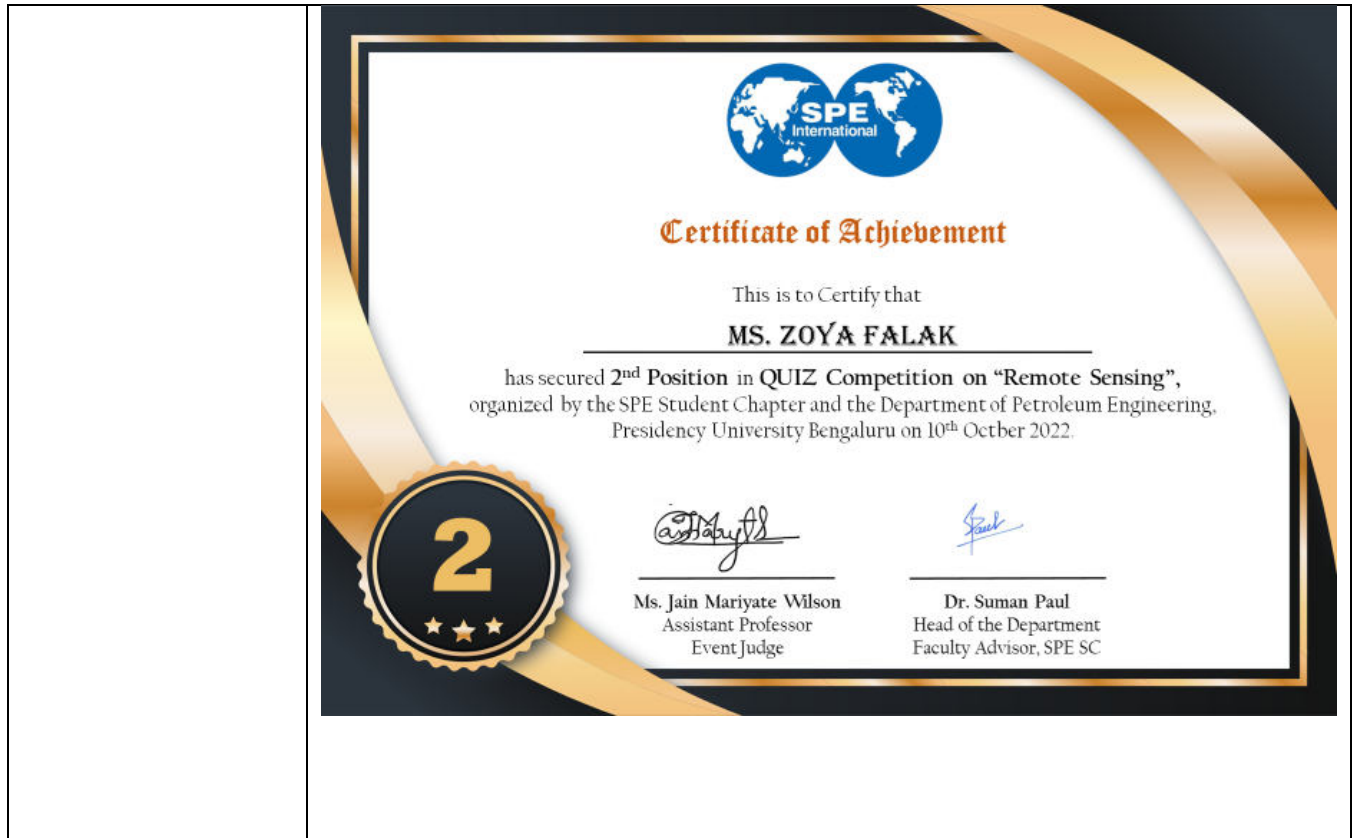 SPE
International
Certificate of Achievement
This is to Certify that
MS. ZOYA FALAK
has secured 2nd Position in QUIZ Competition on “Remote Sensing”,
organized by the SPE Student Chapter and the Department of Petroleum Engineering,
Presidency University Bengaluru on 10th Octber 2022.
2
Ms. Jain Mariyate Wilson
Assistant Professor
Event Judge
Dr. Suman Paul
Head of the Department
Faculty Advisor, SPE SC